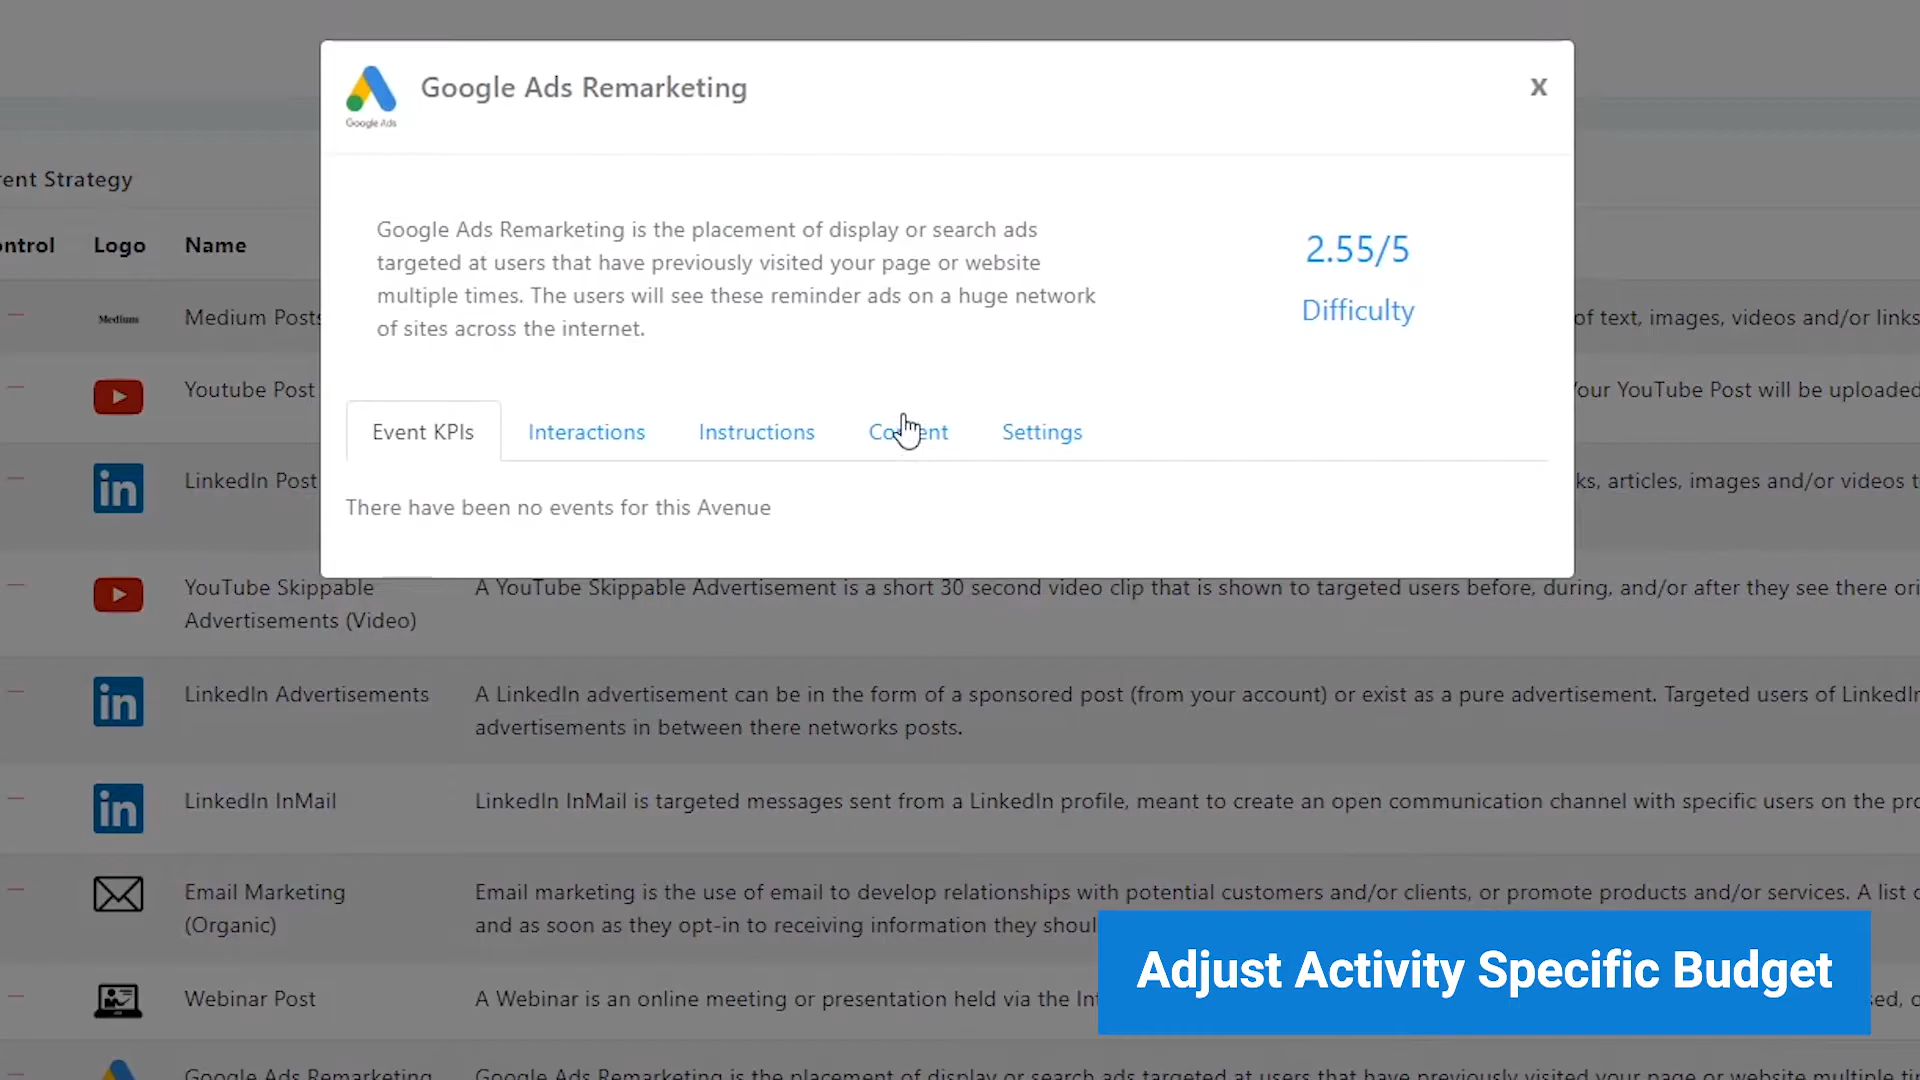 Google Ads
Google Ads Remarketing
X
rent Strategy
Google Ads Remarketing is the placement of display or search ads
targeted at users that have previously visited your page or website
multiple times. The users will see these reminder ads on a huge network
of sites across the internet.
2.55/5
Difficulty
ontrol Logo Name
Medium
Medium Posts
of text, images, videos and/or links
Youtube Post
Your YouTube Post will be uploaded
Event KPIs Interactions Instructions Content Settings
LinkedIn Post
ks, articles, images and/or videos t
There have been no events for this Avenue
YouTube Skippable
Advertisements (Video)
A YouTube Skippable Advertisement is a short 30 second video clip that is shown to targeted users before, during, and/or after they see there ori
LinkedIn Advertisements
A LinkedIn advertisement can be in the form of a sponsored post (from your account) or exist as a pure advertisement. Targeted users of LinkedIn
advertisements in between there networks posts.
LinkedIn InMail
LinkedIn InMail is targeted messages sent from a LinkedIn profile, meant to create an open communication channel with specific users on the pro
Email Marketing
(Organic)
Email marketing is the use of email to develop relationships with potential customers and/or clients, or promote products and/or services. A list o
and as soon as they opt-in to receiving information they shoul
Adjust Activity Specific Budget
Webinar Post
A Webinar is an online meeting or presentation held via the In
sed, c
Google Ads Remarketing
Google Ads Remarketing is the placement of display or search ads targeted at users that have previously visited your page or website multiple tim